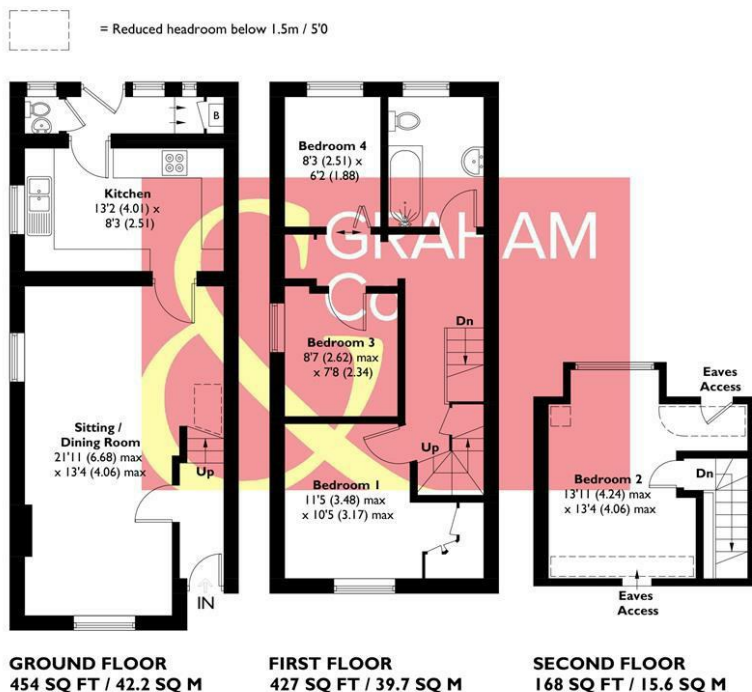 = Reduced headroom below 1.5m / 5'0
B
Kitchen
13'2 (4.01) x
8'3 (2.51)
Sitting /
Dining Room
21'11 (6.68) max
x 13'4 (4.06) max
Up
IN
GROUND FLOOR
454 SQ FT / 42.2 SQ M
Bedroom 4
8'3 (2.51) x
6'2 (1.88)
& GRAHAM
Co
Bedroom 3
8'7 (2.62) max
x 7'8 (2.34)
Dn
Up
Bedroom 1
11'5 (3.48) max
x 10'5 (3.17) max
FIRST FLOOR
427 SQ FT / 39.7 SQ M
Eaves
Access
Bedroom 2
13'11 (4.24) max
x 13'4 (4.06) max
Dn
Eaves
Access
SECOND FLOOR
168 SQ FT / 15.6 SQ M